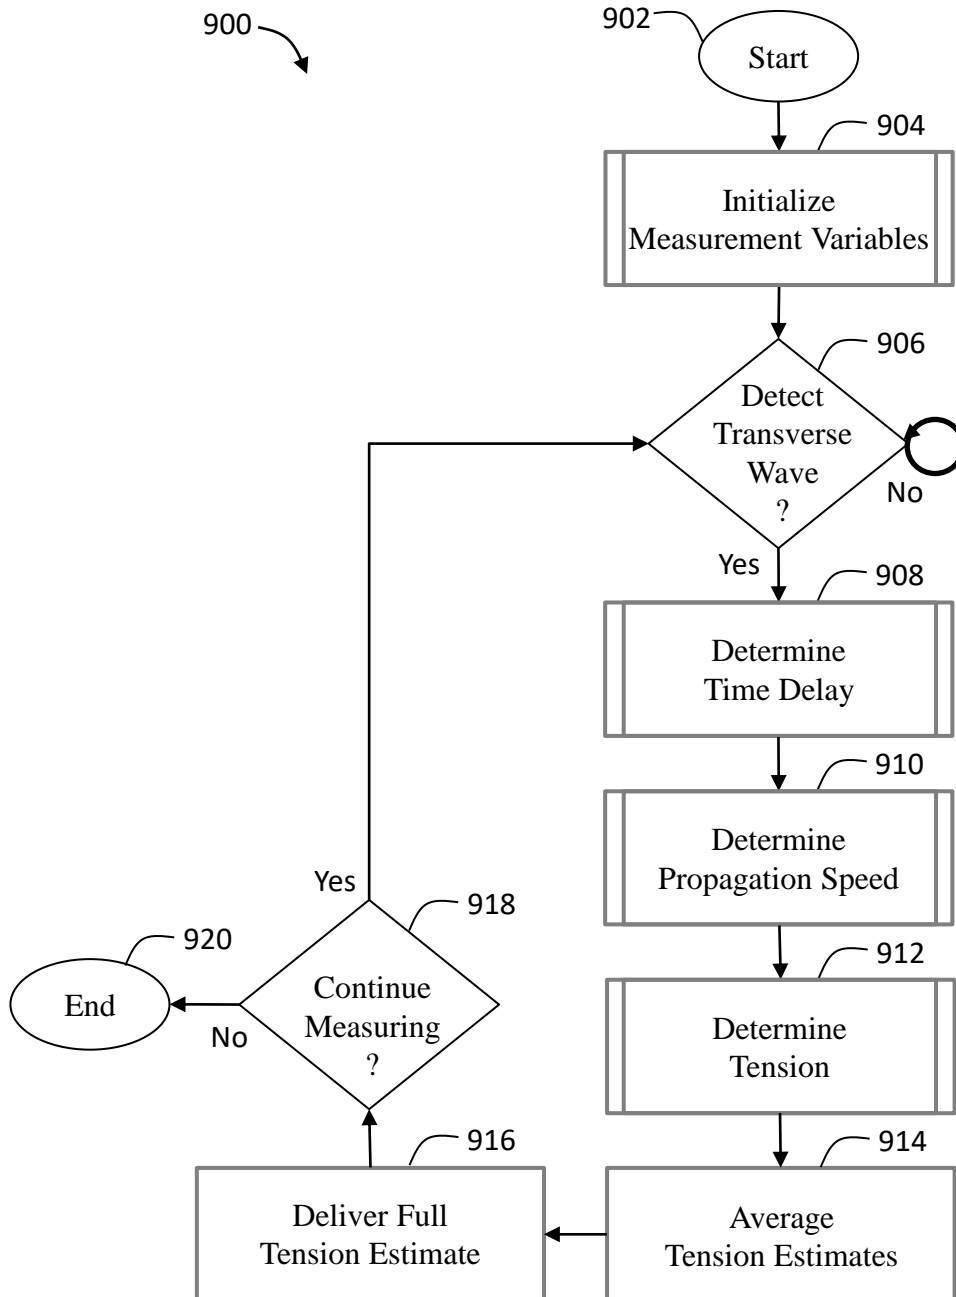 900
902
Start
904
Initialize
Measurement Variables
906
Detect
Transverse
Wave
?
No
Yes
908
Determine
Time Delay
910
Determine
Propagation Speed
912
Determine
Tension
914
Average
Tension Estimates
916
Deliver Full
Tension Estimate
918
Continue
Measuring
?
Yes
No
920
End